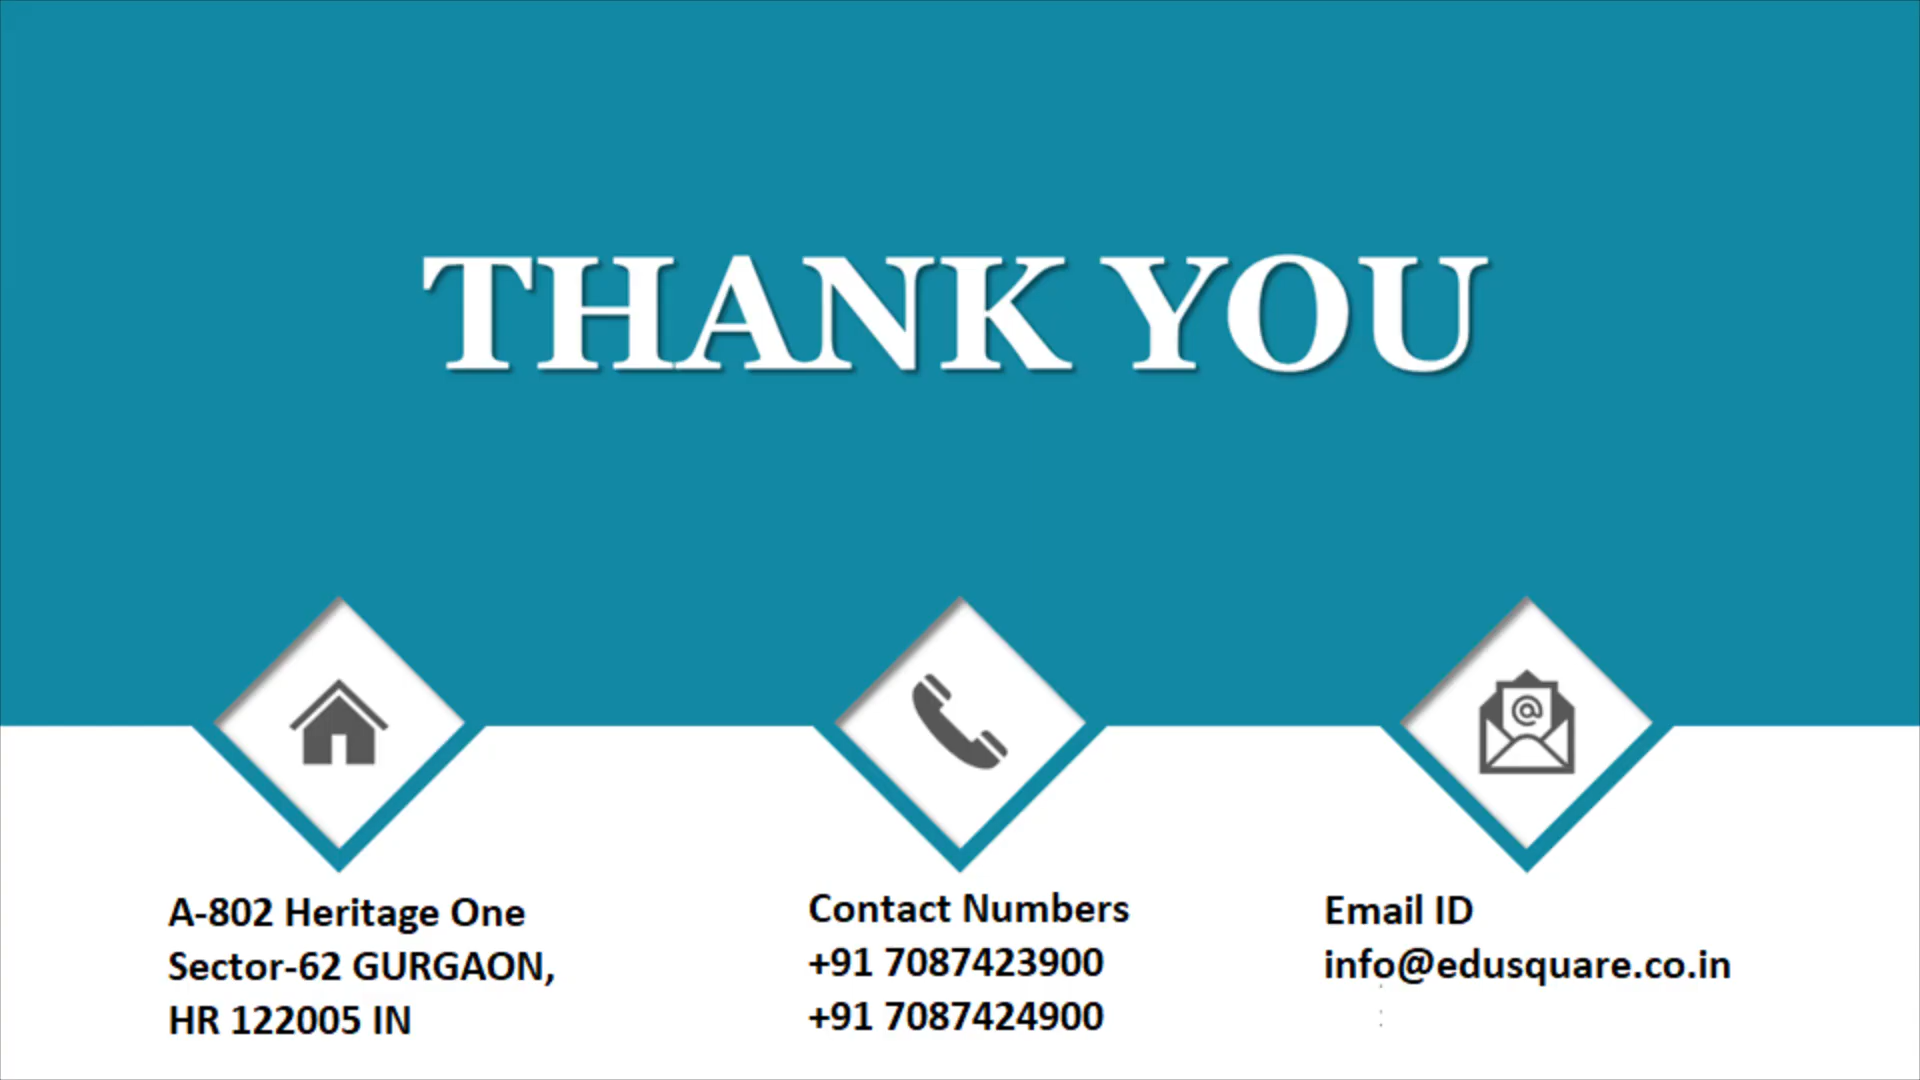 THANK YOU
A-802 Heritage One
Sector-62 GURGAON,
HR 122005 IN
Contact Numbers
+91 7087423900
+91 7087424900
Email ID
info@edusquare.co.in